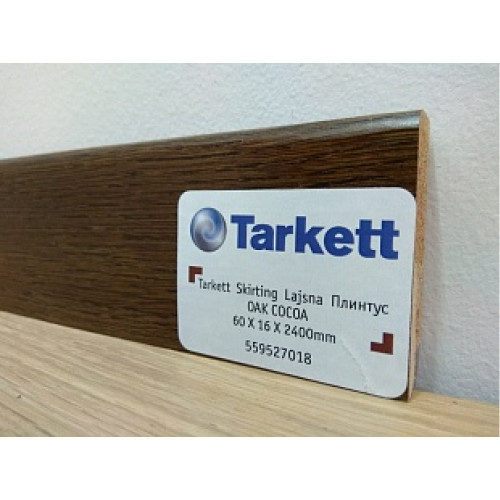 Tarkett
Tarkett Skirting Lajsna Плинтус
OAK COCOA
60 X 16 X 2400mm
559527018